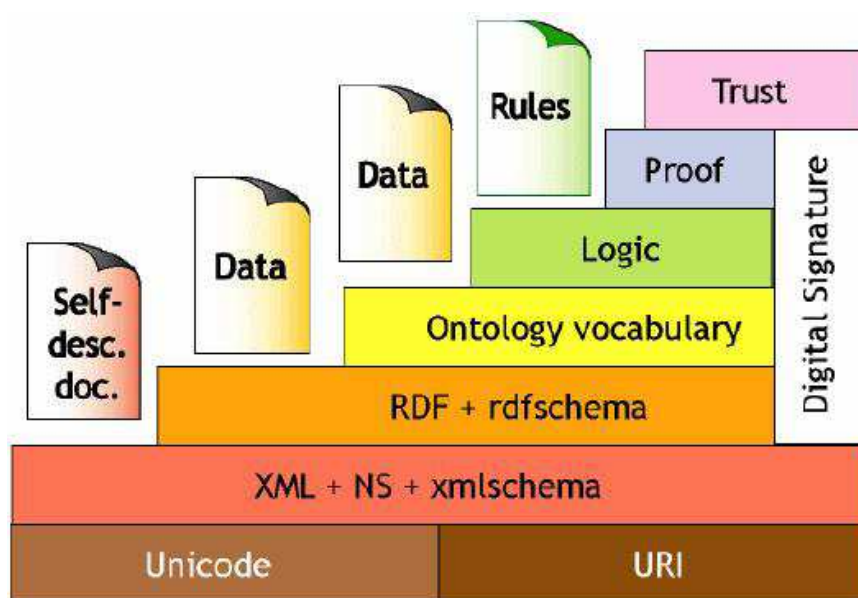 Rules
Trust
Data
Proof
Data
Logic
Self-
desc.
doc.
Ontology vocabulary
Digital Signature
RDF + rdfschema
XML + NS + xmlschema
Unicode
URI